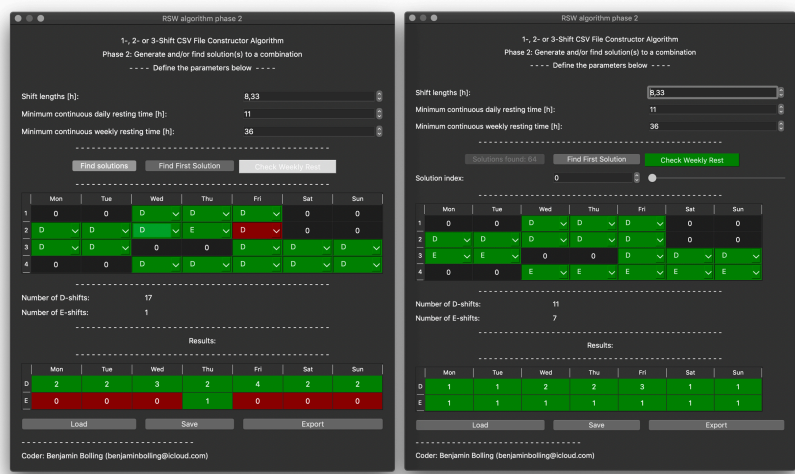 RSW algorithm phase 2
1-, 2- or 3-Shift CSV File Constructor Algorithm
Phase 2: Generate and/or find solution(s) to a combination
- - - - Define the parameters below - - - -
Shift lengths [h]: 8,33
Minimum continuous daily resting time [h]: 11
Minimum continuous weekly resting time [h]: 36
Find solutions Find First Solution Check Weekly Rest
Mon Tue Wed Thu Fri Sat Sun
1 0 0 D D D 0 0
2 D D D E D 0 0
3 D D 0 0 D D D
4 0 0 D D D D D
Number of D-shifts: 17
Number of E-shifts: 1
Results:
Mon Tue Wed Thu Fri Sat Sun
D 2 2 3 2 4 2 2
E 0 0 0 1 0 0 0
Load Save Export
Coder: Benjamin Bolling (benjaminbolling@icloud.com)
RSW algorithm phase 2
1-, 2- or 3-Shift CSV File Constructor Algorithm
Phase 2: Generate and/or find solution(s) to a combination
- - - - Define the parameters below - - - -
Shift lengths [h]: 8,33
Minimum continuous daily resting time [h]: 11
Minimum continuous weekly resting time [h]: 36
Solutions found: 64 Find First Solution Check Weekly Rest
Solution index: 0
Mon Tue Wed Thu Fri Sat Sun
1 0 0 D D D 0 0
2 D D D D D 0 0
3 E E 0 0 D D D
4 0 0 E E E E E
Number of D-shifts: 11
Number of E-shifts: 7
Results:
Mon Tue Wed Thu Fri Sat Sun
D 1 1 2 2 3 1 1
E 1 1 1 1 1 1 1
Load Save Export
Coder: Benjamin Bolling (benjaminbolling@icloud.com)